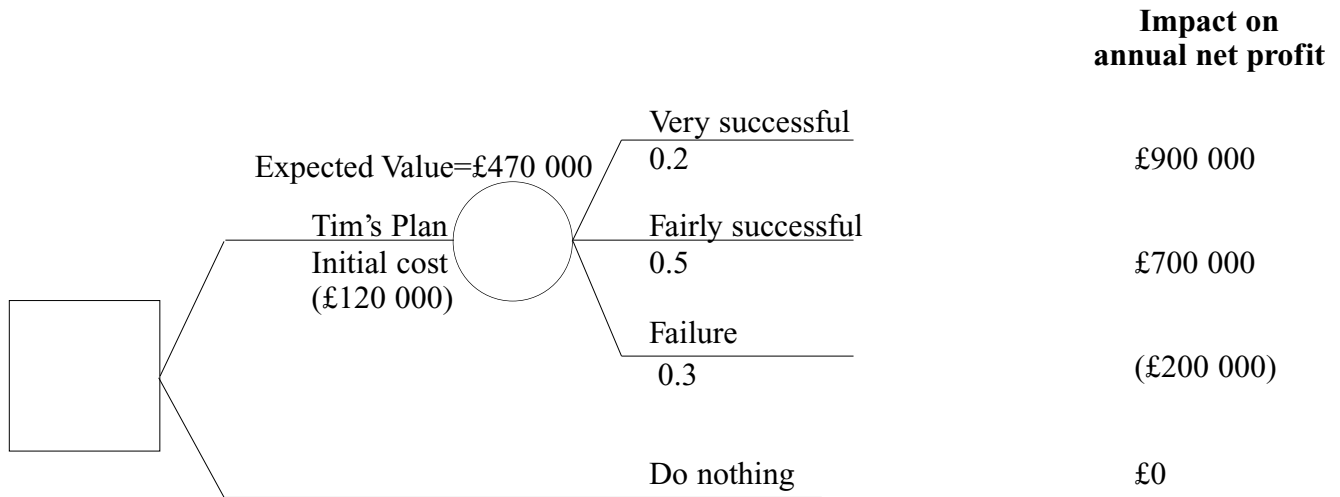 Impact on
annual net profit
Very successful
Expected Value=£470 000
0.2
£900 000
Tim’s Plan
Fairly successful
Initial cost
0.5
£700 000
(£120 000)
Failure
0.3
(£200 000)
Do nothing
£0